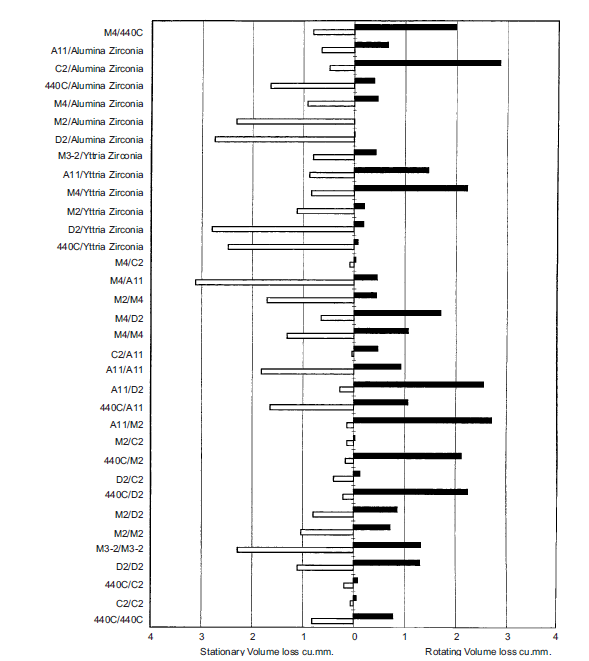 M4/440C
A11/Alumina Zirconia
C2/Alumina Zirconia
440C/Alumina Zirconia
M4/Alumina Zirconia
M2/Alumina Zirconia
D2/Alumina Zirconia
M3-2/Yttria Zirconia
A11/Yttria Zirconia
M4/Yttria Zirconia
M2/Yttria Zirconia
D2/Yttria Zirconia
440C/Yttria Zirconia
M4/C2
M4/A11
M2/M4
M4/D2
M4/M4
C2/A11
A11/A11
A11/D2
440C/A11
A11/M2
M2/C2
440C/M2
D2/C2
440C/D2
M2/D2
M2/M2
M3-2/M3-2
D2/D2
440C/C2
C2/C2
440C/440C
4 3 2 1 0 1 2 3 4
Stationary Volume loss cu.mm. Rotating Volume loss cu.mm.